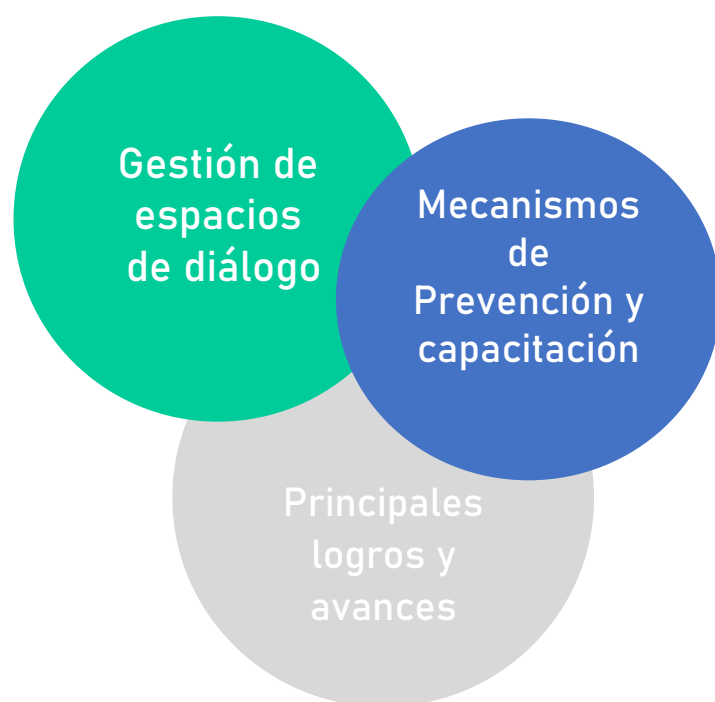 Gestión de
espacios
de diálogo
Mecanismos
de
Prevención y
capacitación
Principales
logros y
avances